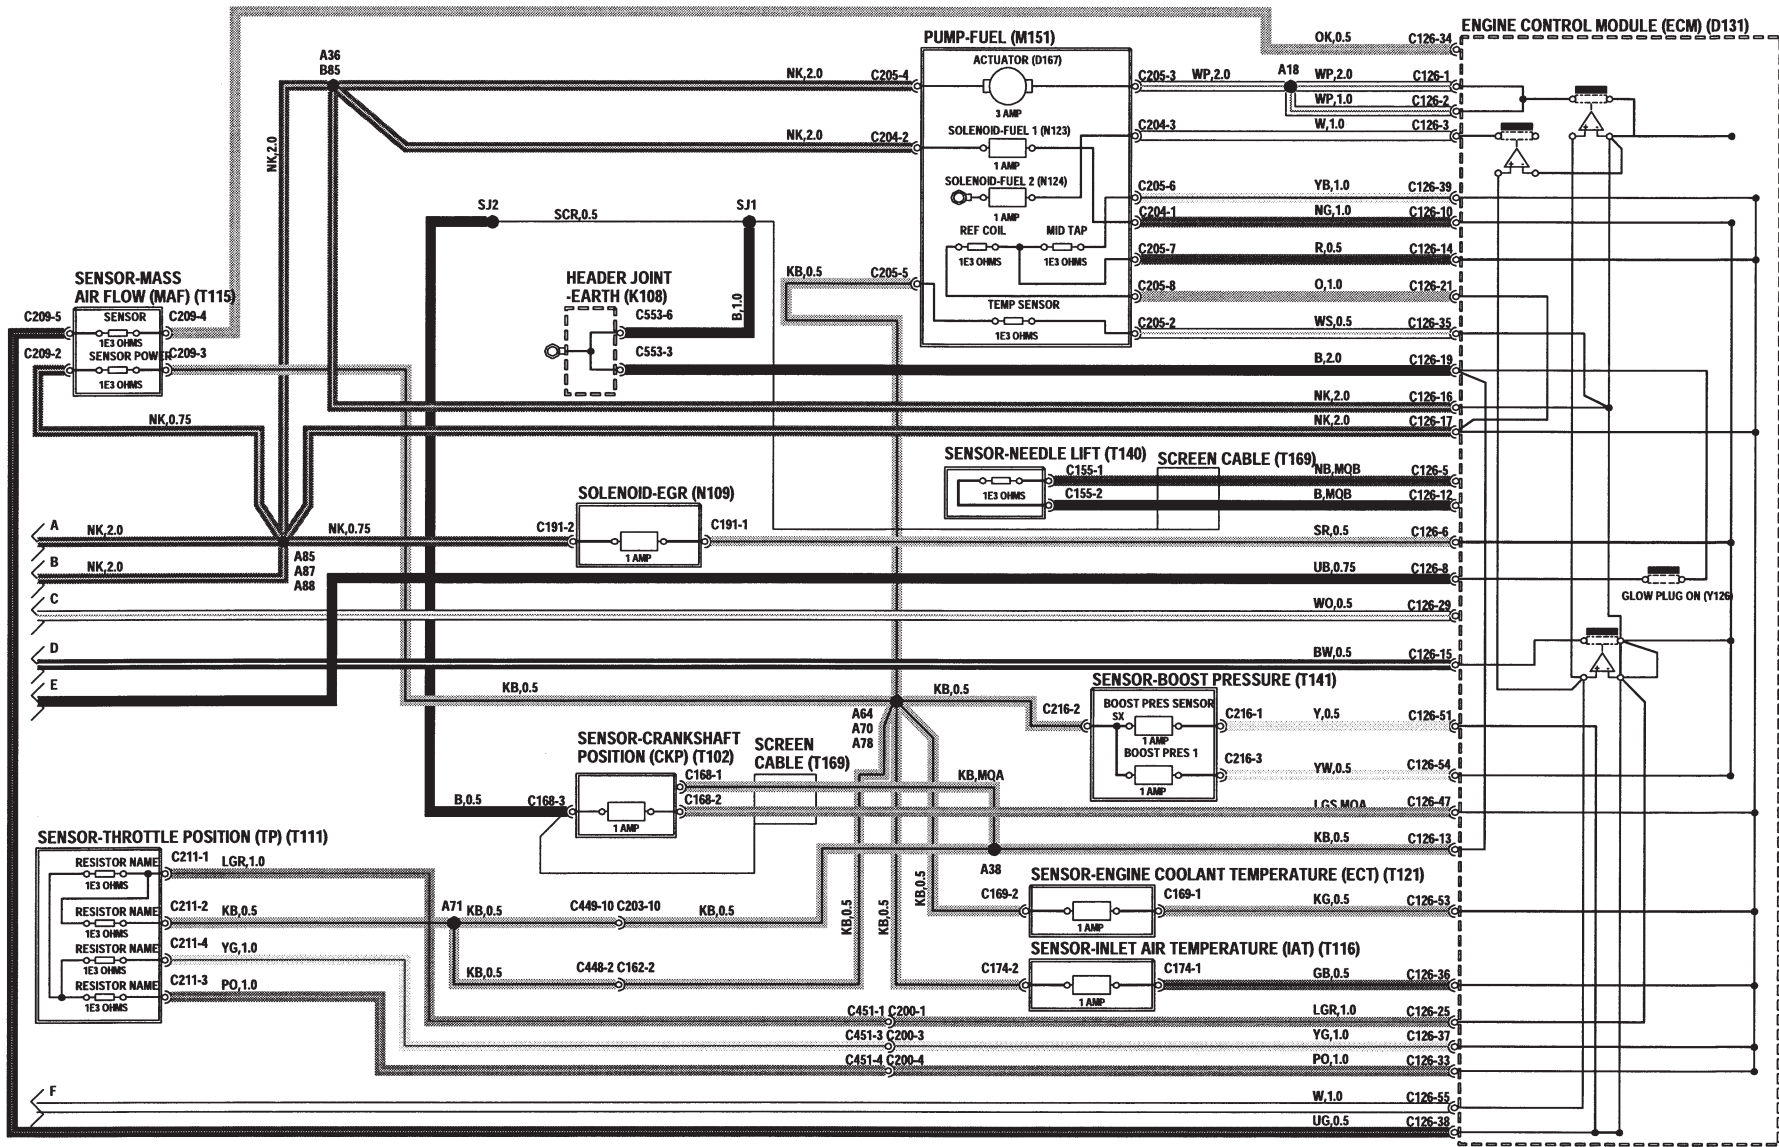 ENGINE CONTROL MODULE (ECM) (D131)
OK,0.5 C126-34
PUMP-FUEL (M151)
A36
B85
ACTUATOR (D167)
NK,2.0 C205-4
C205-3 WP,2.0
A18
WP,2.0 C126-1
WP,1.0 C126-2
3 AMP
W,1.0 C126-3
C204-3
NK,2.0 C204-2
SOLENOID-FUEL 1 (N123)
1 AMP
NK,2.0
SOLENOID-FUEL 2 (N124)
1 AMP
C205-6
YB,1.0 C126-39
C204-1
NG,1.0 C126-10
SJ2
SCR,0.5
SJ1
REF COIL
MID TAP
1E3 OHMS
1E3 OHMS
C205-7
R,0.5 C126-14
KB,0.5 C205-5
C205-8
O,1.0 C126-21
TEMP SENSOR
1E3 OHMS
C205-2
WS,0.5 C126-35
SENSOR-MASS
AIR FLOW (MAF) (T115)
HEADER JOINT
-EARTH (K108)
C553-6
B,1.0
C553-3
C209-5
SENSOR
1E3 OHMS
C209-4
C209-2
SENSOR POWER
1E3 OHMS
C209-3
B,2.0 C126-19
NK,2.0 C126-16
NK,0.75
NK,2.0 C126-17
SENSOR-NEEDLE LIFT (T140)
1E3 OHMS
C155-1
C155-2
SCREEN CABLE (T169)
NB,MQB C126-5
B,MQB C126-12
SOLENOID-EGR (N109)
C191-2
1 AMP
C191-1
SR,0.5 C126-6
A
NK,2.0
NK,0.75
B
NK,2.0
A85
A87
A88
UB,0.75 C126-8
GLOW PLUG ON (Y126)
C
WO,0.5 C126-29
D
BW,0.5 C126-15
E
KB,0.5
KB,0.5
A64
A70
A78
SENSOR-BOOST PRESSURE (T141)
C216-2
BOOST PRES SENSOR
SX
1 AMP
BOOST PRES 1
1 AMP
C216-1
Y,0.5 C126-51
C216-3
YW,0.5 C126-54
SENSOR-CRANKSHAFT
POSITION (CKP) (T102)
SCREEN
CABLE (T169)
C168-1
KB,MQA
B,0.5 C168-3
1 AMP
C168-2
LGS,MQA C126-47
KB,0.5 C126-13
A38
SENSOR-THROTTLE POSITION (TP) (T111)
RESISTOR NAME
1E3 OHMS
C211-1
LGR,1.0
RESISTOR NAME
1E3 OHMS
C211-2
KB,0.5
A71
KB,0.5
C449-10 C203-10
KB,0.5
RESISTOR NAME
1E3 OHMS
C211-4
YG,1.0
RESISTOR NAME
1E3 OHMS
C211-3
PO,1.0
KB,0.5
C448-2 C162-2
KB,0.5
KB,0.5
KB,0.5
SENSOR-ENGINE COOLANT TEMPERATURE (ECT) (T121)
C169-2
1 AMP
C169-1
KG,0.5 C126-53
SENSOR-INLET AIR TEMPERATURE (IAT) (T116)
C174-2
1 AMP
C174-1
GB,0.5 C126-36
C451-1 C200-1
LGR,1.0 C126-25
C451-3 C200-3
YG,1.0 C126-37
C451-4 C200-4
PO,1.0 C126-33
F
W,1.0 C126-55
UG,0.5 C126-38